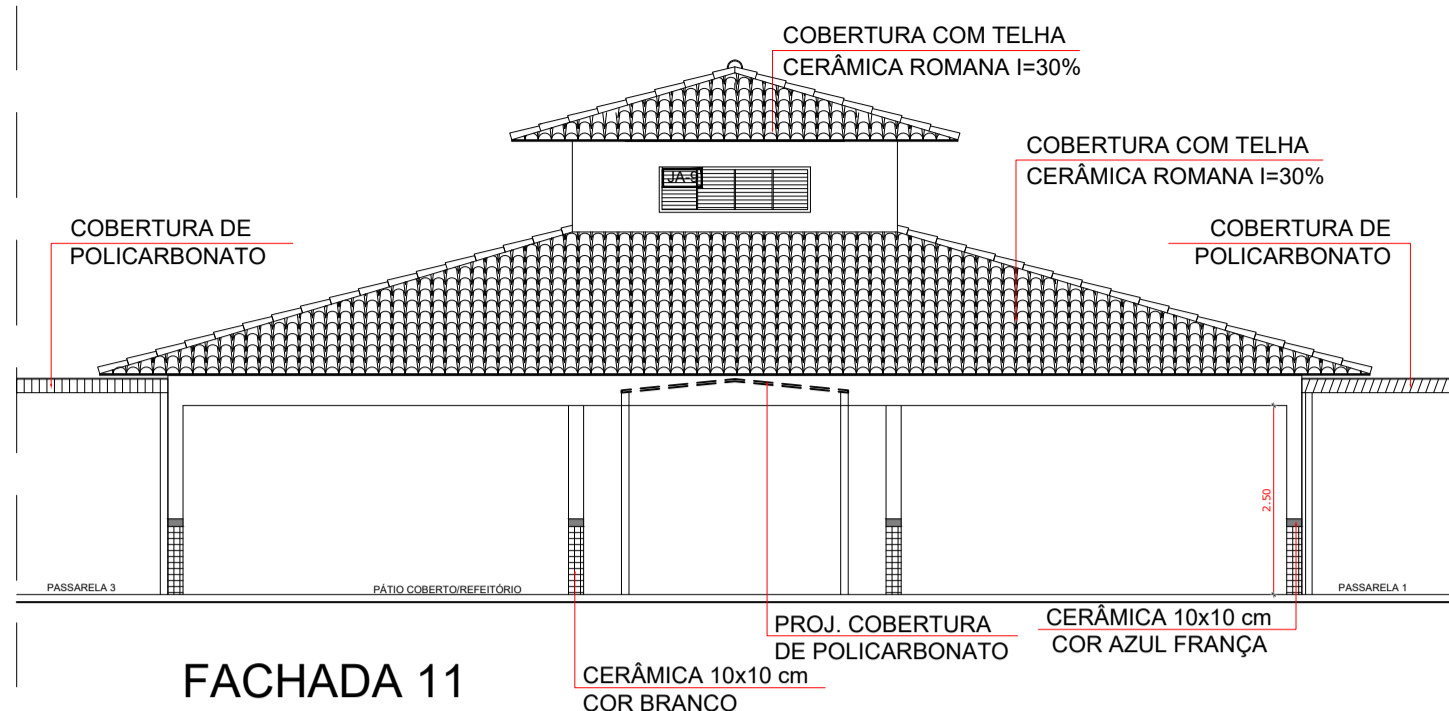 COBERTURA COM TELHA
CERÂMICA ROMANA I=30%
COBERTURA COM TELHA
CERÂMICA ROMANA I=30%
JA-9
COBERTURA DE
POLICARBONATO
COBERTURA DE
POLICARBONATO
2.50
PASSARELA 3
PÁTIO COBERTO/REFEITÓRIO
PASSARELA 1
PROJ. COBERTURA
DE POLICARBONATO
CERÂMICA 10x10 cm
COR AZUL FRANÇA
FACHADA 11
CERÂMICA 10x10 cm
COR BRANCO